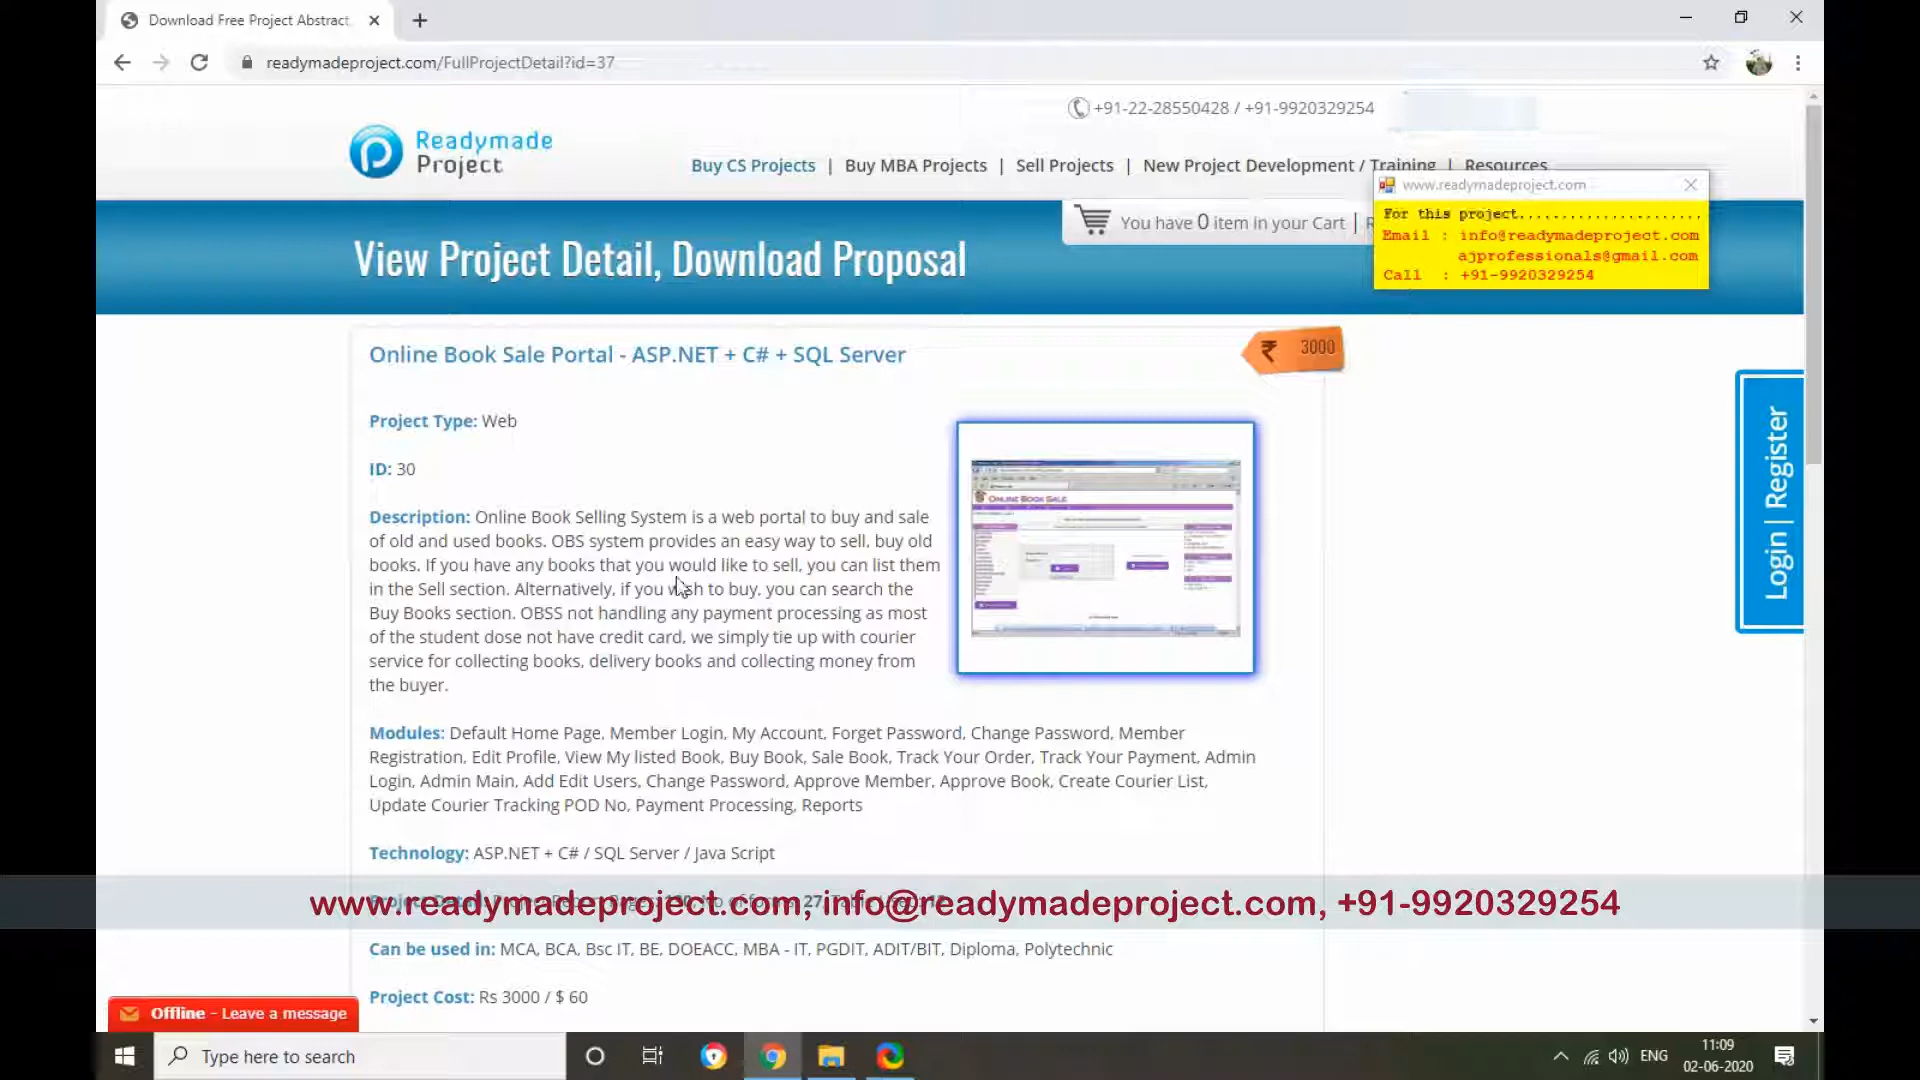 Download Free Project Abstract
readymadeproject.com/FullProjectDetail?id=37
+91-22-28550428 / +91-9920329254
Readymade
Project
Buy CS Projects | Buy MBA Projects | Sell Projects | New Project Development / Training | Resources
www.readymadeproject.com
For this project......................
Email : info@readymadeproject.com
ajprofessionals@gmail.com
Call : +91-9920329254
You have 0 item in your Cart |
View Project Detail, Download Proposal
Online Book Sale Portal - ASP.NET + C# + SQL Server
₹ 3000
Project Type: Web
ID: 30
Description: Online Book Selling System is a web portal to buy and sale
of old and used books. OBS system provides an easy way to sell, buy old
books. If you have any books that you would like to sell, you can list them
in the Sell section. Alternatively, if you wish to buy, you can search the
Buy Books section. OBSS not handling any payment processing as most
of the student dose not have credit card, we simply tie up with courier
service for collecting books, delivery books and collecting money from
the buyer.
ONLINE BOOK SALE
Login | Register
Modules: Default Home Page, Member Login, My Account, Forget Password, Change Password, Member
Registration, Edit Profile, View My listed Book, Buy Book, Sale Book, Track Your Order, Track Your Payment, Admin
Login, Admin Main, Add Edit Users, Change Password, Approve Member, Approve Book, Create Courier List,
Update Courier Tracking POD No, Payment Processing, Reports
Technology: ASP.NET + C# / SQL Server / Java Script
www.readymadeproject.com, info@readymadeproject.com, +91-9920329254
Can be used in: MCA, BCA, Bsc IT, BE, DOEACC, MBA - IT, PGDIT, ADIT/BIT, Diploma, Polytechnic
Project Cost: Rs 3000 / $ 60
Offline - Leave a message
Type here to search
ENG
11:09
02-06-2020